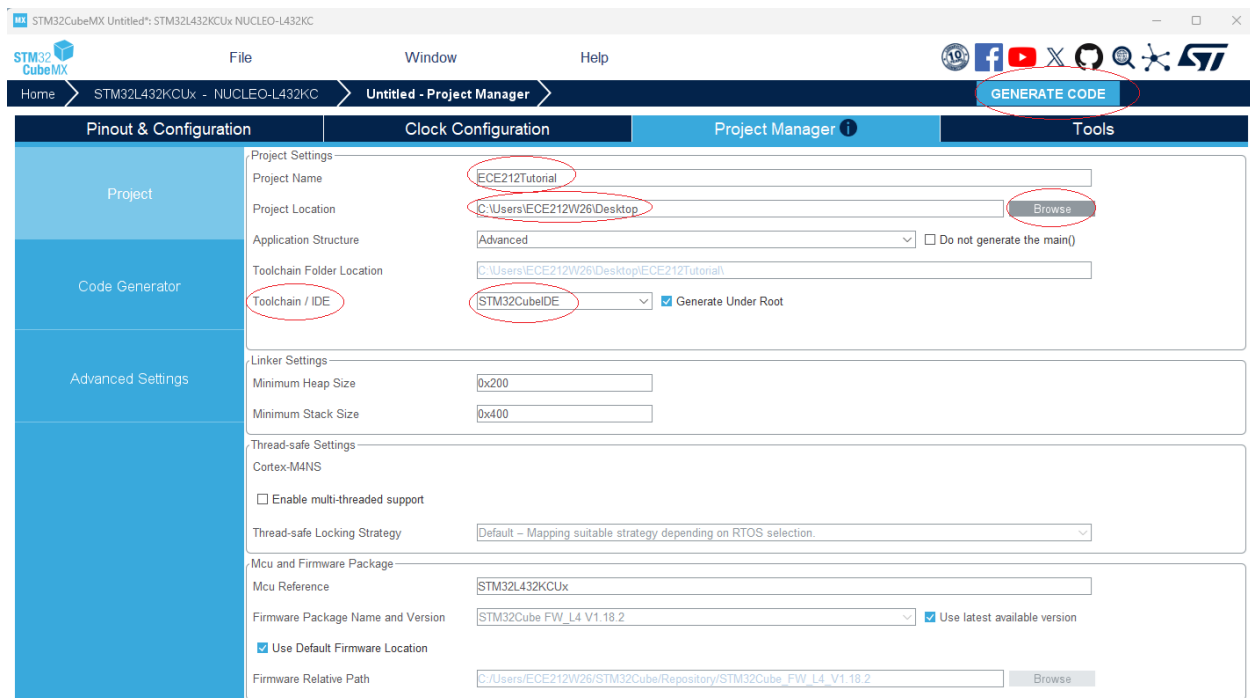 MX STM32CubeMX Untitled*: STM32L432KCUx NUCLEO-L432KC
STM32 CubeMX File Window Help 10 ST
Home STM32L432KCUx - NUCLEO-L432KC Untitled - Project Manager GENERATE CODE
Pinout & Configuration Clock Configuration Project Manager Tools
Project
Code Generator
Advanced Settings
Project Settings
Project Name ECE212Tutorial
Project Location C:\Users\ECE212W26\Desktop Browse
Application Structure Advanced Do not generate the main()
Toolchain Folder Location C:\Users\ECE212W26\Desktop\ECE212Tutorial\
Toolchain / IDE STM32CubeIDE Generate Under Root
Linker Settings
Minimum Heap Size 0x200
Minimum Stack Size 0x400
Thread-safe Settings
Cortex-M4NS
Enable multi-threaded support
Thread-safe Locking Strategy Default – Mapping suitable strategy depending on RTOS selection.
Mcu and Firmware Package
Mcu Reference STM32L432KCUx
Firmware Package Name and Version STM32Cube FW_L4 V1.18.2 Use latest available version
Use Default Firmware Location
Firmware Relative Path C:/Users/ECE212W26/STM32Cube/Repository/STM32Cube_FW_L4_V1.18.2 Browse